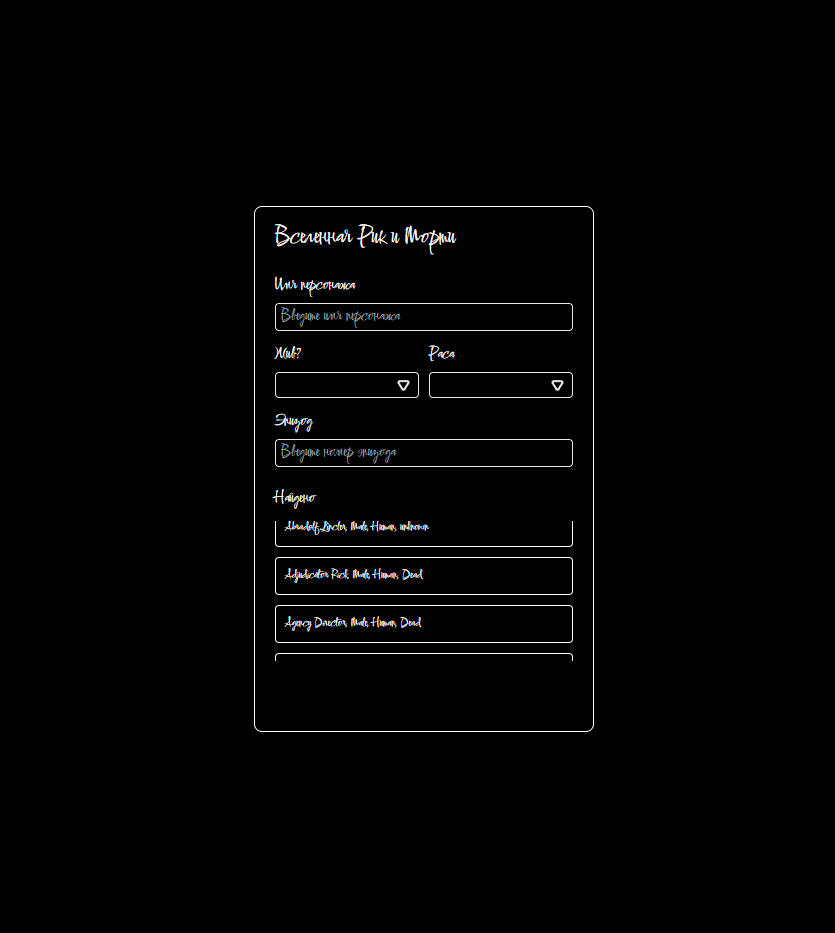 Вселенная Рик и Морти
Имя персонажа
Введите имя персонажа
Жив? Раса
Эпизод
Введите номер эпизода
Найдено
Alaadolf Lincler, Male, Human, unknown
Adjudicator Rick, Male, Human, Dead
Agency Director, Male, Human, Dead